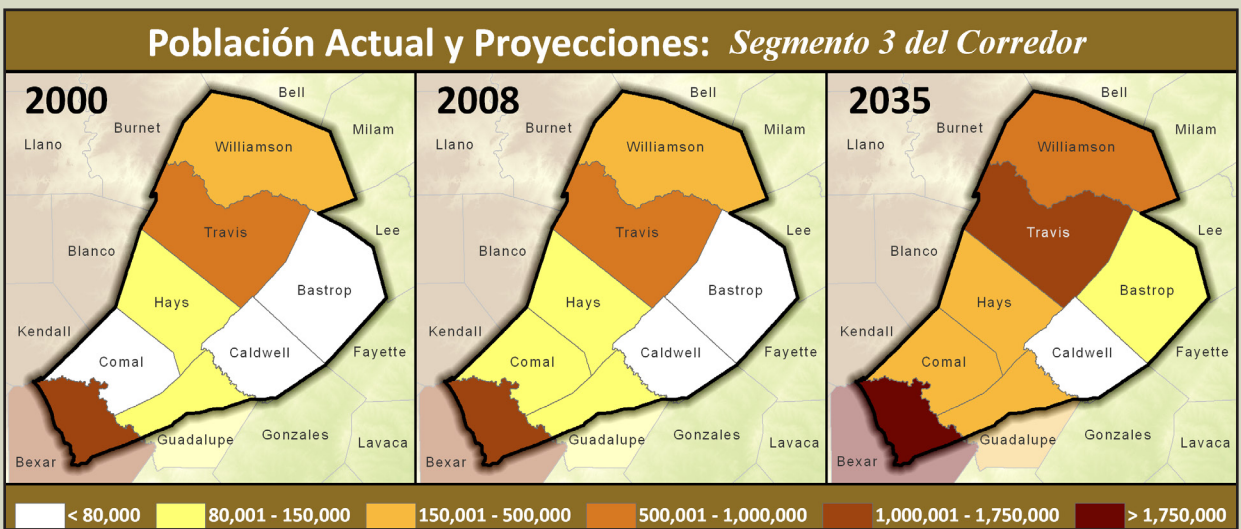 Población Actual y Proyecciones: Segmento 3 del Corredor
2000
Bell
Burnet
Milam
Llano
Williamson
Travis
Lee
Blanco
Bastrop
Hays
Kendall
Caldwell
Fayette
Comal
Guadalupe
Gonzales
Lavaca
Bexar
2008
Bell
Burnet
Milam
Llano
Williamson
Travis
Lee
Blanco
Bastrop
Hays
Kendall
Caldwell
Fayette
Comal
Guadalupe
Gonzales
Lavaca
Bexar
2035
Bell
Burnet
Milam
Llano
Williamson
Travis
Lee
Blanco
Bastrop
Hays
Kendall
Caldwell
Fayette
Comal
Guadalupe
Gonzales
Lavaca
Bexar
< 80,000 80,001 - 150,000 150,001 - 500,000 500,001 - 1,000,000 1,000,001 - 1,750,000 > 1,750,000